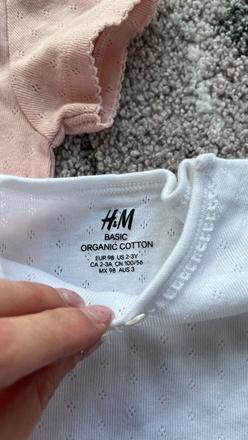 H&M
BASIC
ORGANIC COTTON
EUR 98 US 2-3Y
CA 2-3A, CN 100/56
MX 98 AUS 3